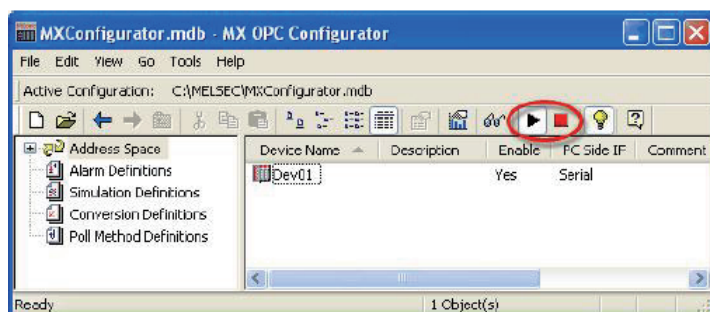 MXConfigurator.mdb - MX OPC Configurator
File Edit View Go Tools Help
Active Configuration: C:\MELSEC\MXConfigurator.mdb
Address Space
Alarm Definitions
Simulation Definitions
Conversion Definitions
Poll Method Definitions
Device Name Description Enable PC Side IF Comment
Dev01 Yes Serial
Ready 1 Object(s)